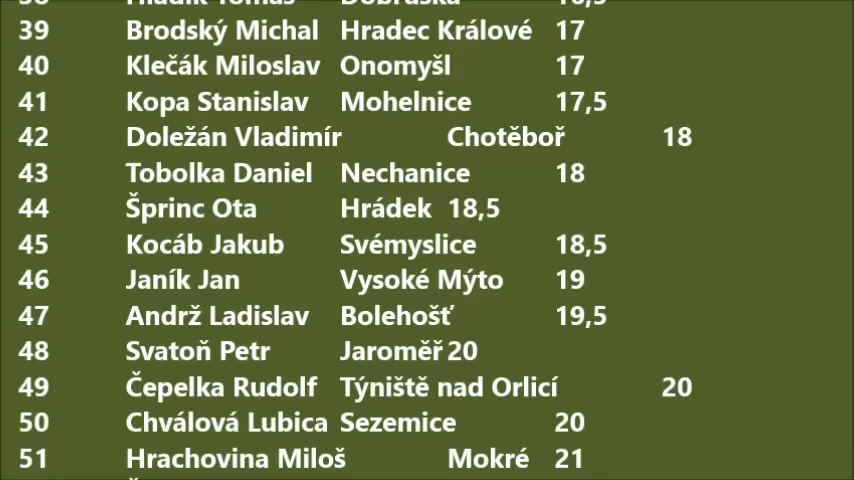 39 Brodský Michal Hradec Králové 17
40 Klečák Miloslav Onomyšl 17
41 Kopa Stanislav Mohelnice 17,5
42 Doležán Vladimír Chotěboř 18
43 Tobolka Daniel Nechanice 18
44 Šprinc Ota Hrádek 18,5
45 Kocáb Jakub Svémyslice 18,5
46 Janík Jan Vysoké Mýto 19
47 Andrž Ladislav Bolehošť 19,5
48 Svatoň Petr Jaroměř 20
49 Čepelka Rudolf Týniště nad Orlicí 20
50 Chválová Lubica Sezemice 20
51 Hrachovina Miloš Mokré 21